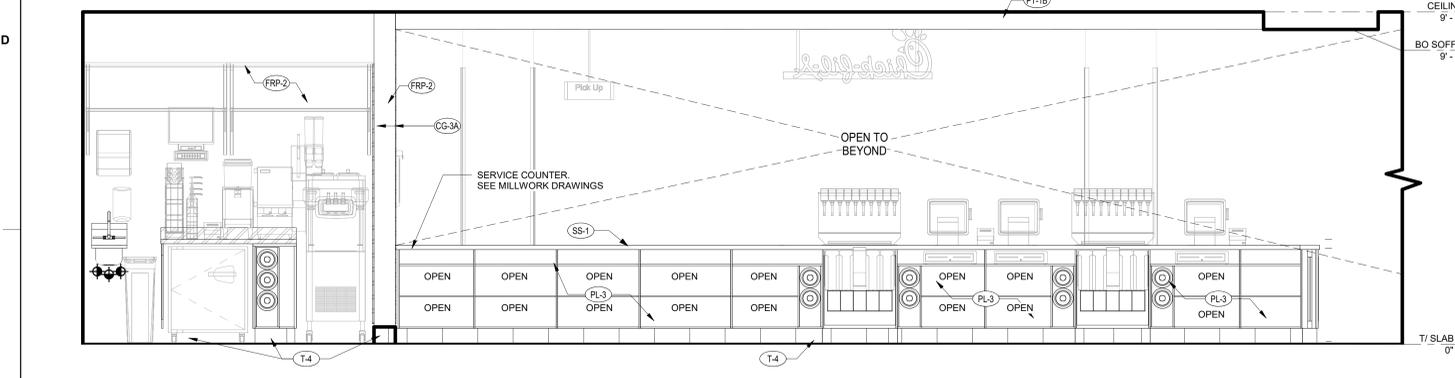 PT-1B
CEILIN
9' -
D
BO SOFF
9' -
FRP-2
FRP-2
Pick Up
Chick-fil-A
CG-3A
OPEN TO
BEYOND
SERVICE COUNTER.
SEE MILLWORK DRAWINGS
SS-1
OPEN OPEN OPEN OPEN OPEN OPEN OPEN OPEN
PL-3 PL-3 PL-3
OPEN OPEN OPEN OPEN OPEN OPEN OPEN OPEN
T/ SLAB
0"
T-4 T-4